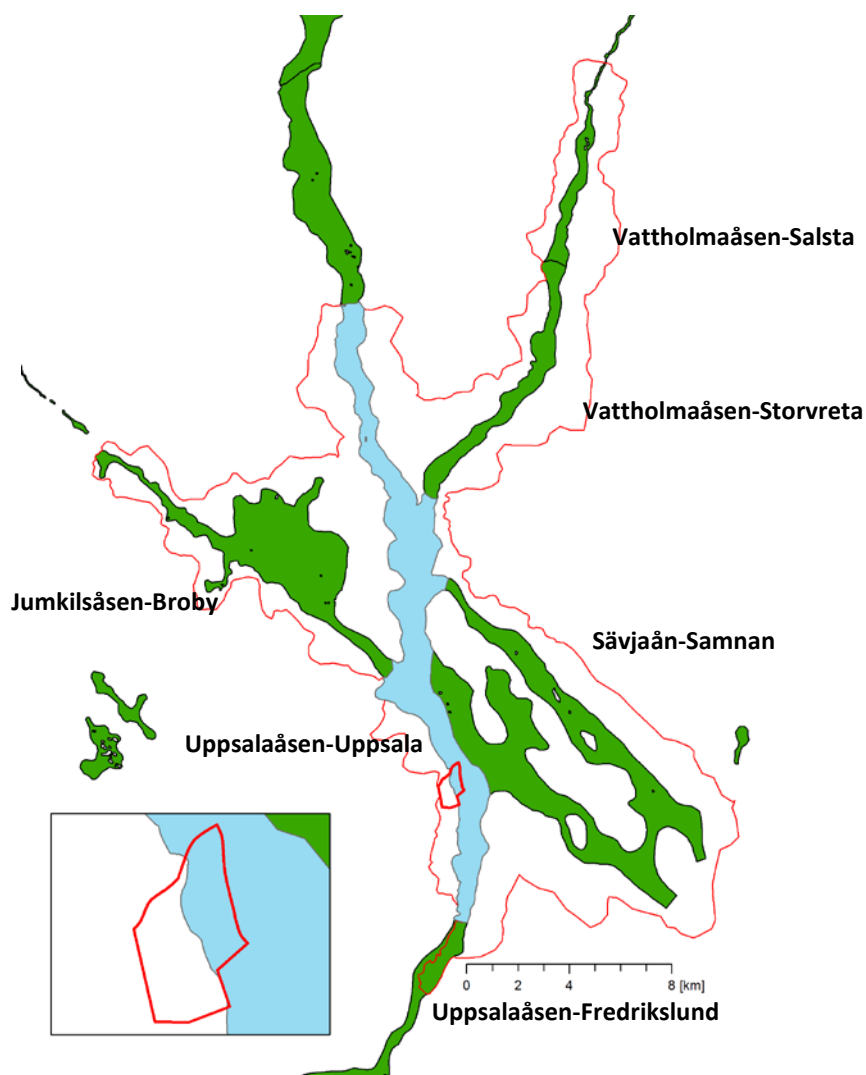 Vattholmaåsen-Salsta
Vattholmaåsen-Storvreta
Jumkilsåsen-Broby
Sävjaån-Samnan
Uppsalaåsen-Uppsala
0 2 4 8 [km]
Uppsalaåsen-Fredrikslund